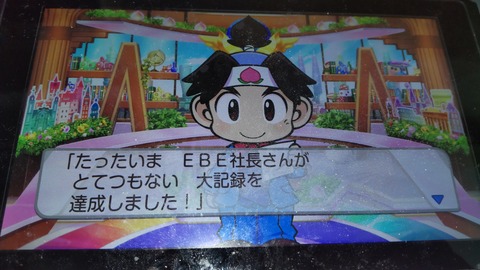 「たったいま　ＥＢＥ社長さんが
とてつもない　大記録を
達成しました！」